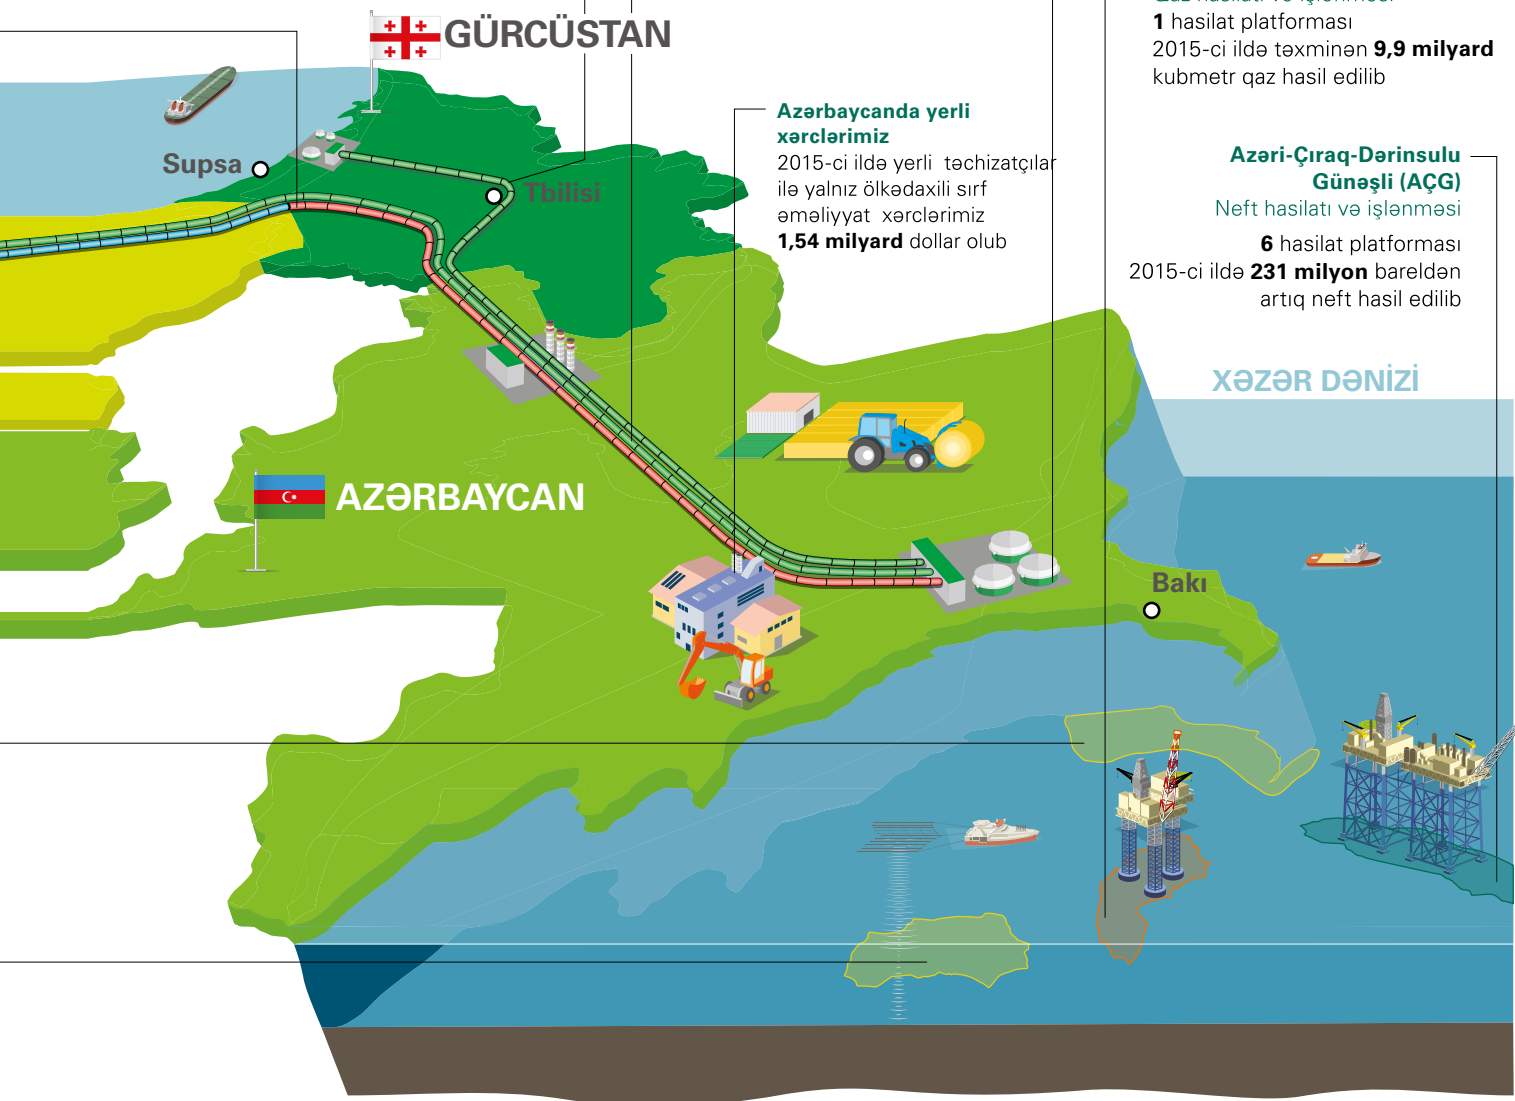 GÜRCÜSTAN
1 hasilat platforması
2015-ci ildə təxminən 9,9 milyard
kubmetr qaz hasil edilib
Azərbaycanda yerli
xərclərimiz
2015-ci ildə yerli təchizatçılar
ilə yalnız ölkədaxili sırf
əməliyyat xərclərimiz
1,54 milyard dollar olub
Azəri-Çıraq-Dərinsulu
Günəşli (AÇG)
Neft hasilatı və işlənməsi
6 hasilat platforması
2015-ci ildə 231 milyon bareldən
artıq neft hasil edilib
Supsa
Tbilisi
XƏZƏR DƏNİZİ
AZƏRBAYCAN
Bakı